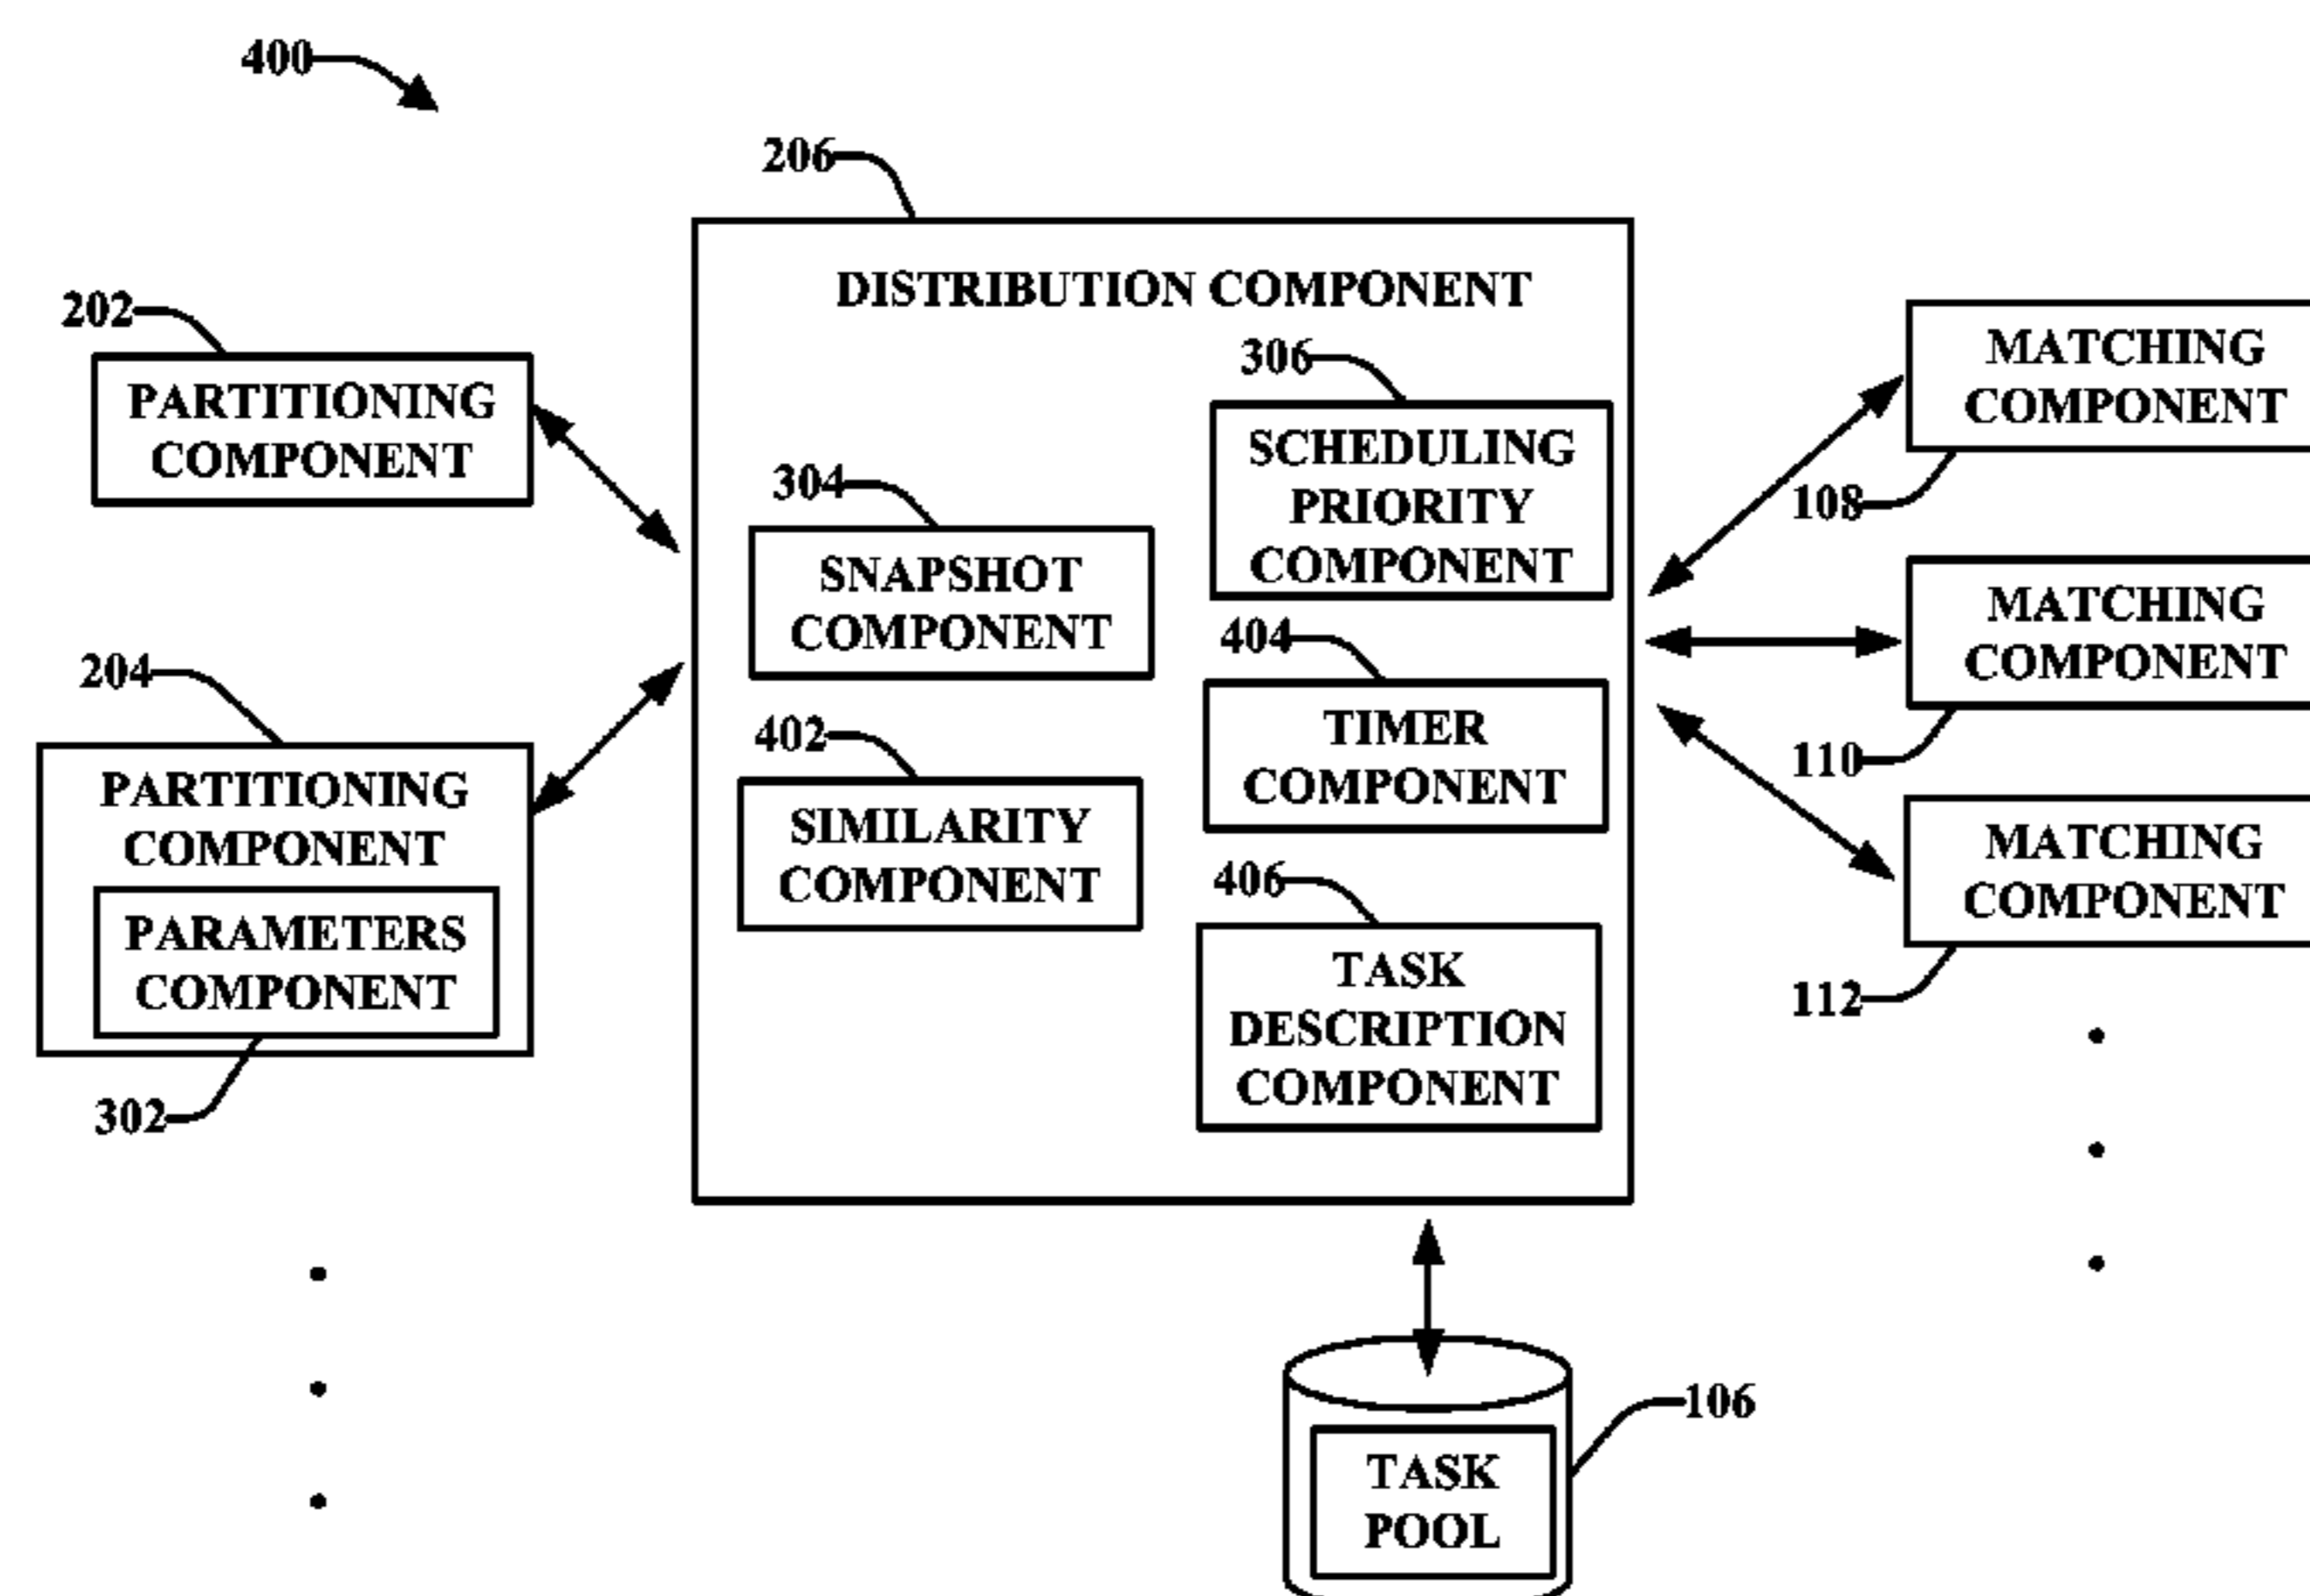 400
206
DISTRIBUTION COMPONENT
202
PARTITIONING
COMPONENT
204
PARTITIONING
COMPONENT
PARAMETERS
COMPONENT
302
304
SNAPSHOT
COMPONENT
402
SIMILARITY
COMPONENT
306
SCHEDULING
PRIORITY
COMPONENT
404
TIMER
COMPONENT
406
TASK
DESCRIPTION
COMPONENT
MATCHING
COMPONENT
108
MATCHING
COMPONENT
110
MATCHING
COMPONENT
112
106
TASK
POOL